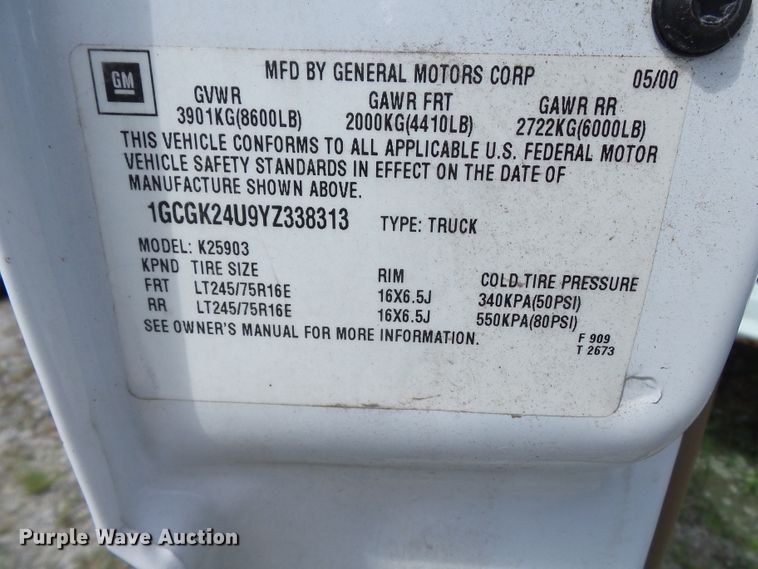 GM
MFD BY GENERAL MOTORS CORP 05/00
GVWR GAWR FRT GAWR RR
3901KG(8600LB) 2000KG(4410LB) 2722KG(6000LB)
THIS VEHICLE CONFORMS TO ALL APPLICABLE U.S. FEDERAL MOTOR
VEHICLE SAFETY STANDARDS IN EFFECT ON THE DATE OF
MANUFACTURE SHOWN ABOVE.
1GCGK24U9YZ338313 TYPE: TRUCK
MODEL: K25903
KPND TIRE SIZE RIM COLD TIRE PRESSURE
FRT LT245/75R16E 16X6.5J 340KPA(50PSI)
RR LT245/75R16E 16X6.5J 550KPA(80PSI)
SEE OWNER'S MANUAL FOR MORE INFORMATION.
F 909
T 2673
Purple Wave Auction